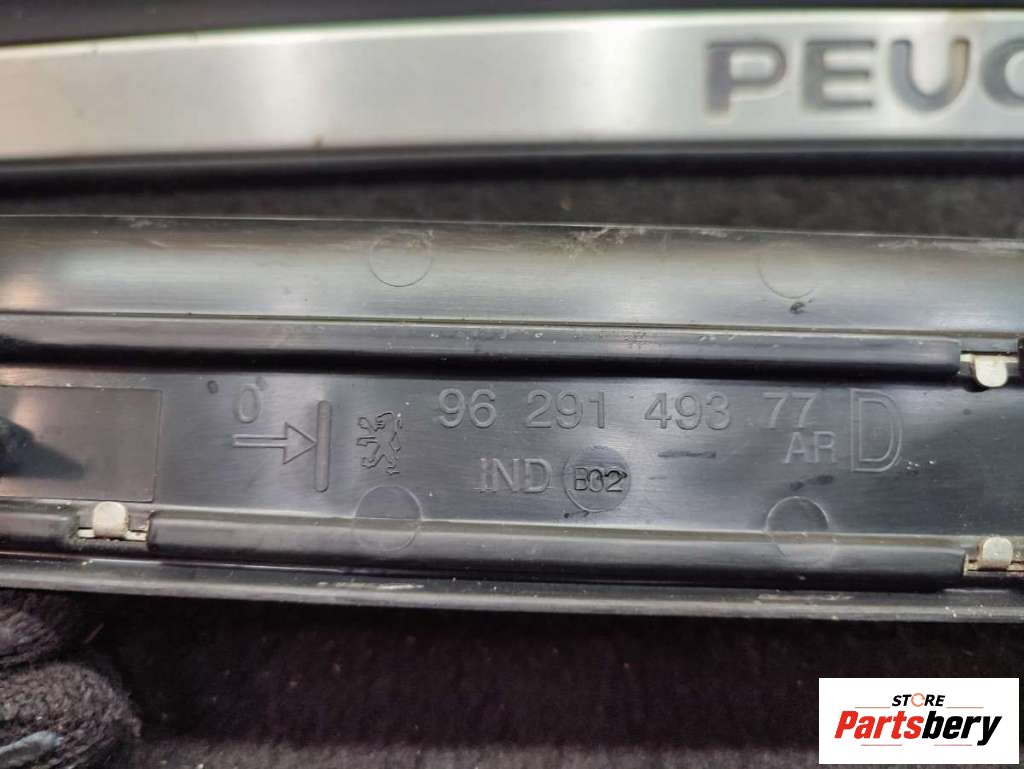 PEUG
0
96 291 493 77
AR D
IND B02
STORE
Partsbery